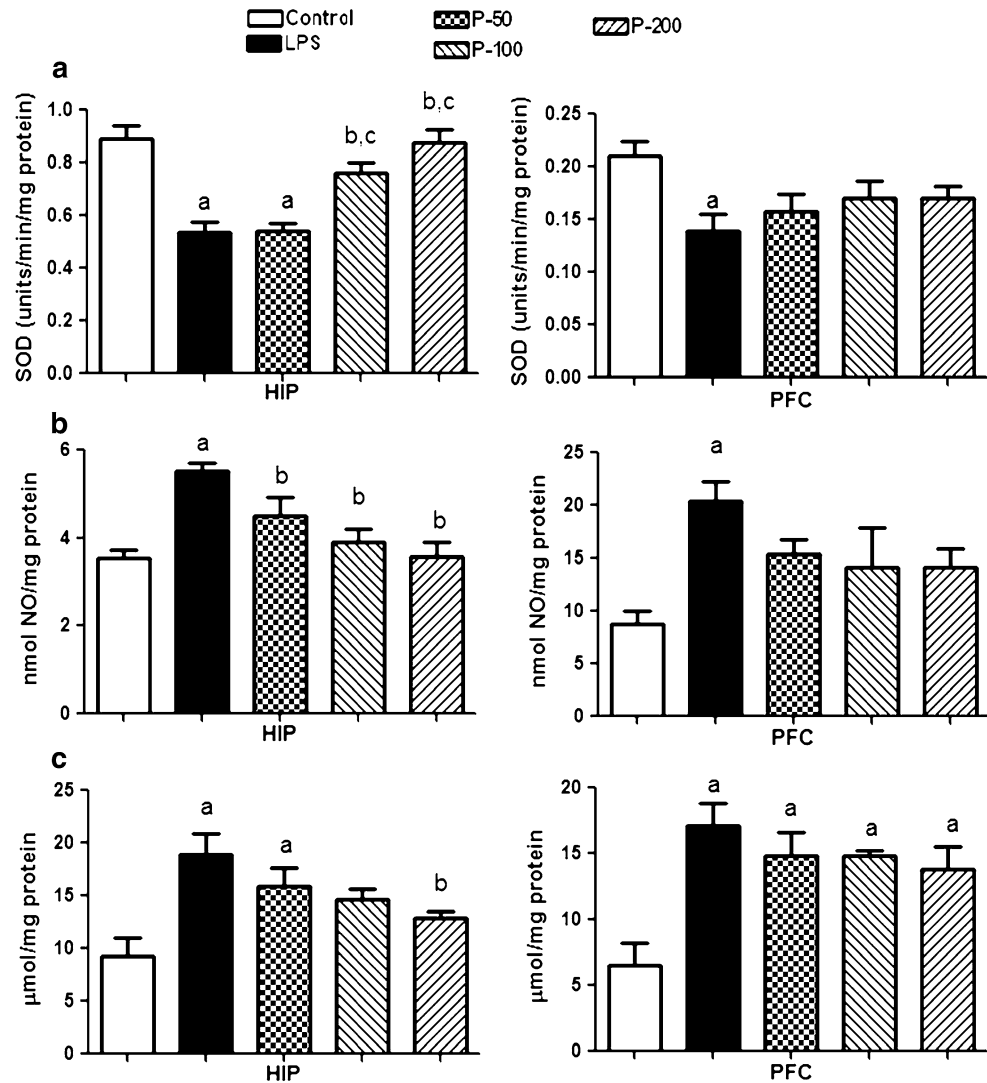 Control
P-50
P-200
LPS
P-100
a
SOD (units/min/mg protein)
1.0
0.8
0.6
0.4
0.2
0.0
a
a
b,c
b,c
HIP
SOD (units/min/mg protein)
0.25
0.20
0.15
0.10
0.05
0.00
a
PFC
b
nmol NO/mg protein
6
4
2
0
a
b
b
b
HIP
nmol NO/mg protein
25
20
15
10
5
0
a
PFC
c
µmol/mg protein
25
20
15
10
5
0
a
a
b
HIP
µmol/mg protein
20
15
10
5
0
a
a
a
a
PFC